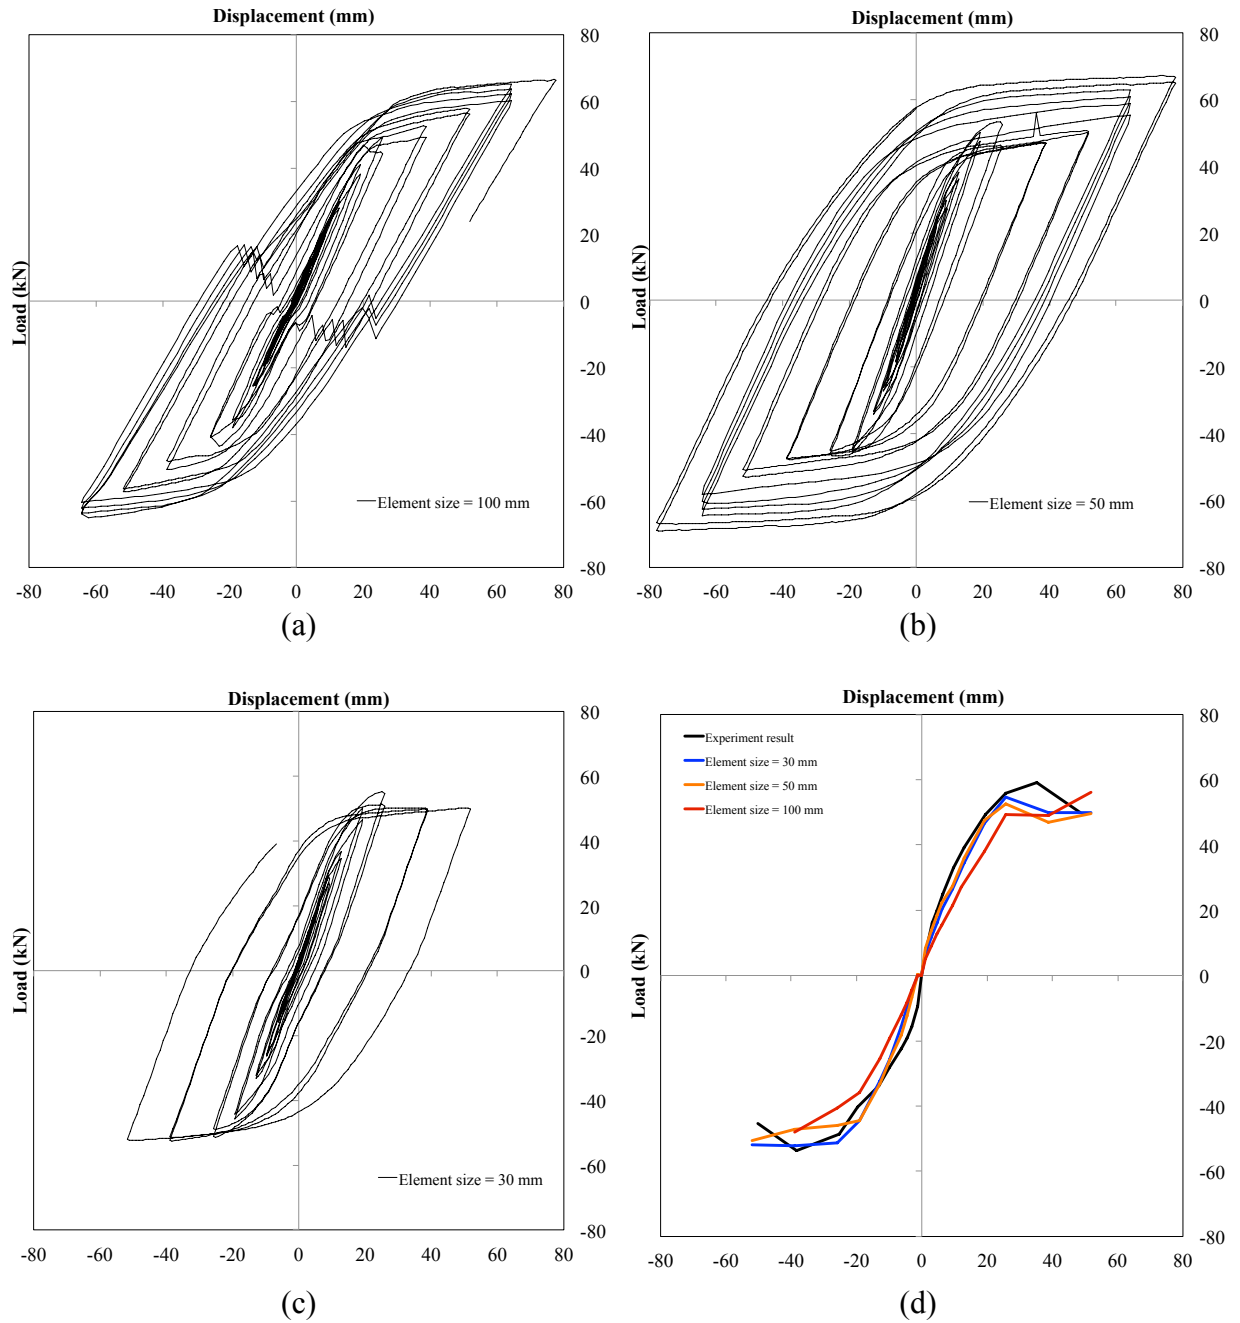 Displacement (mm)
80
60
40
20
0
-20
-40
-60
-80
Load (kN)
Element size = 100 mm
-80 -60 -40 -20 0 20 40 60 80
(a)
Displacement (mm)
80
60
40
20
0
-20
-40
-60
-80
Load (kN)
Element size = 50 mm
-80 -60 -40 -20 0 20 40 60 80
(b)
Displacement (mm)
80
60
40
20
0
-20
-40
-60
-80
Load (kN)
Element size = 30 mm
-80 -60 -40 -20 0 20 40 60 80
(c)
Displacement (mm)
Experiment result
Element size = 30 mm
Element size = 50 mm
Element size = 100 mm
80
60
40
20
0
-20
-40
-60
-80
Load (kN)
-80 -60 -40 -20 0 20 40 60 80
(d)